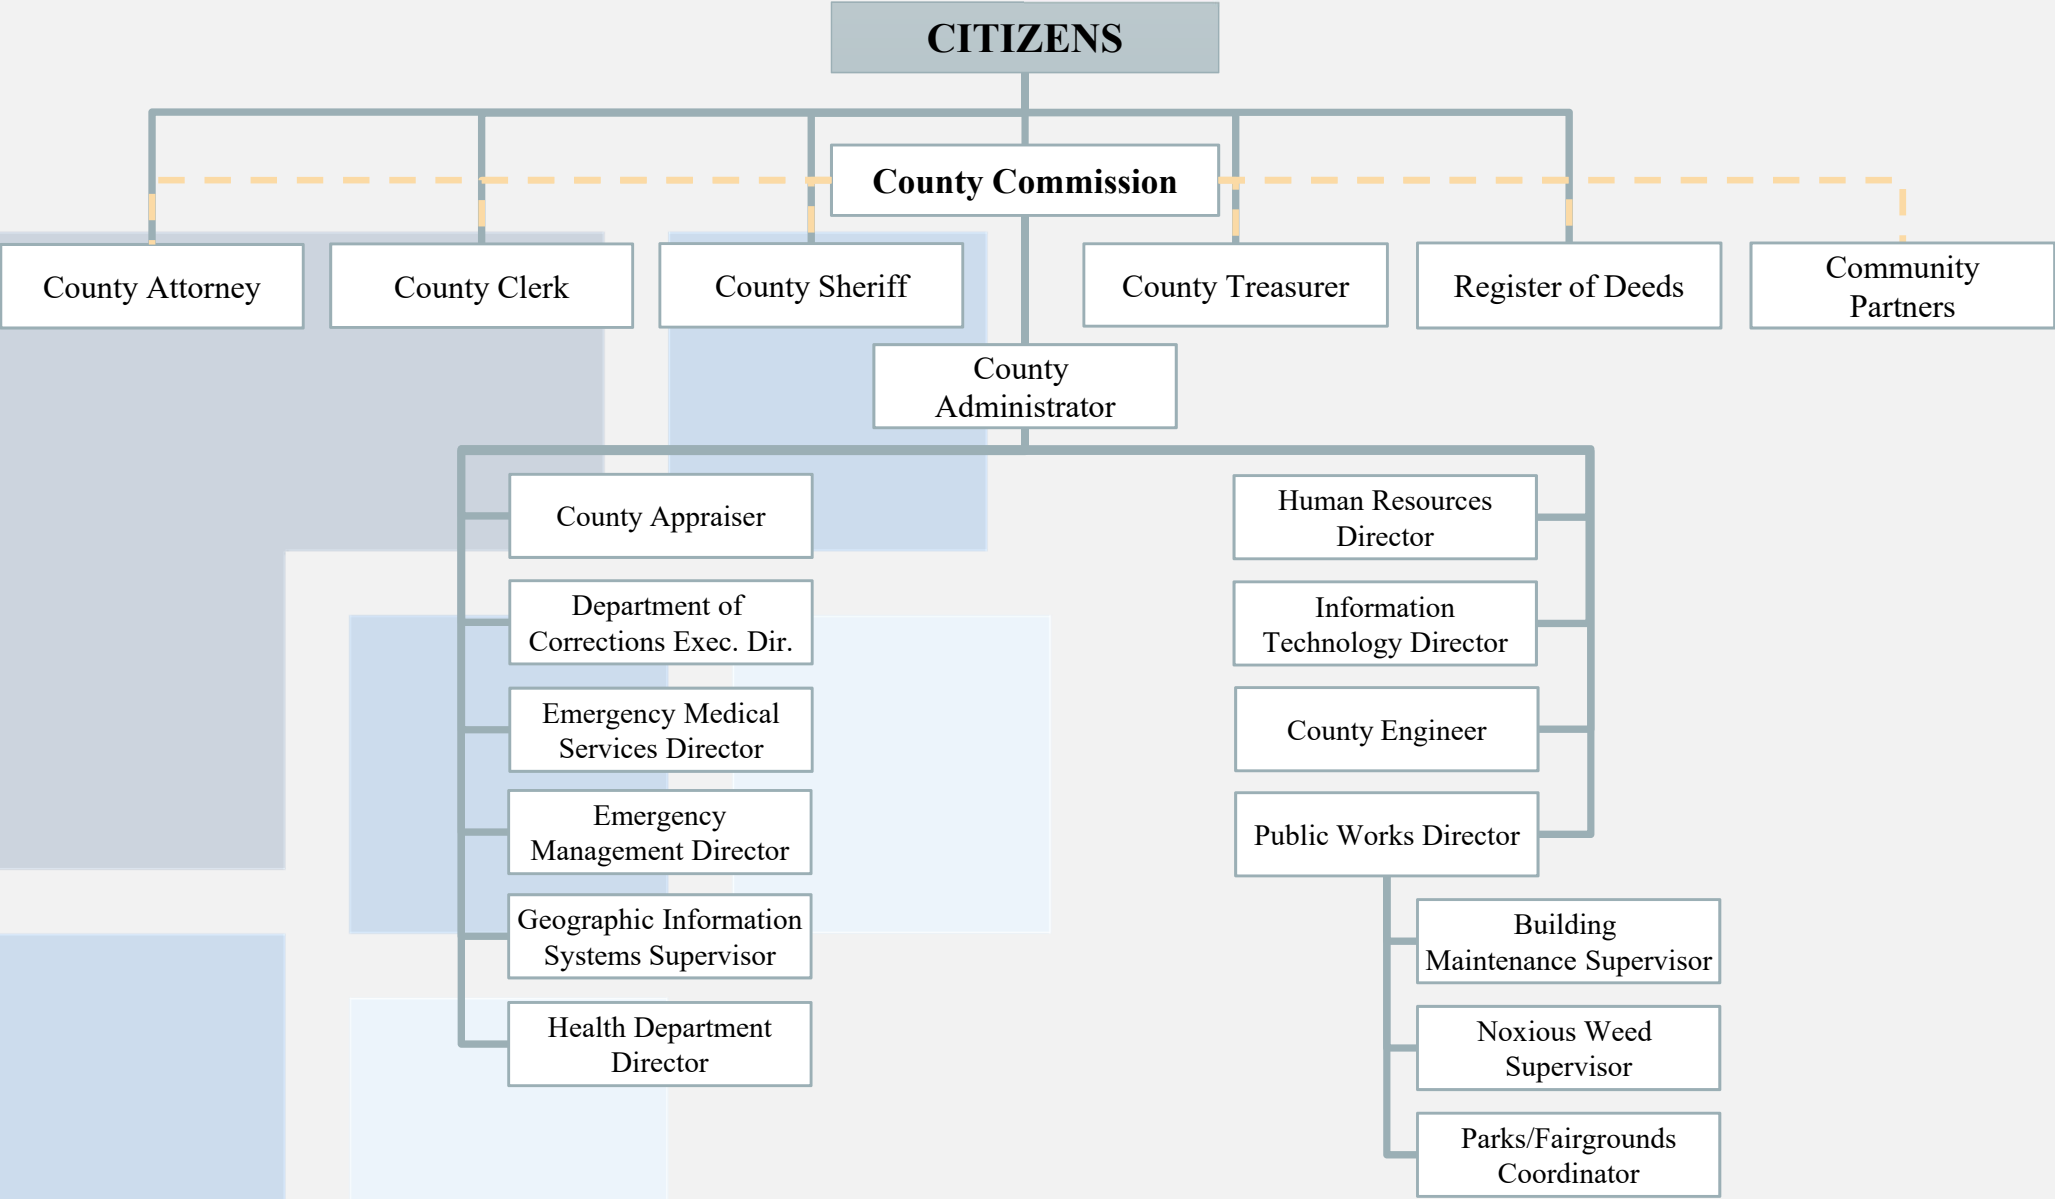 CITIZENS
County Commission
County Attorney
County Clerk
County Sheriff
County Treasurer
Register of Deeds
Community
Partners
County
Administrator
County Appraiser
Department of
Corrections Exec. Dir.
Emergency Medical
Services Director
Emergency
Management Director
Geographic Information
Systems Supervisor
Health Department
Director
Human Resources
Director
Information
Technology Director
County Engineer
Public Works Director
Building
Maintenance Supervisor
Noxious Weed
Supervisor
Parks/Fairgrounds
Coordinator